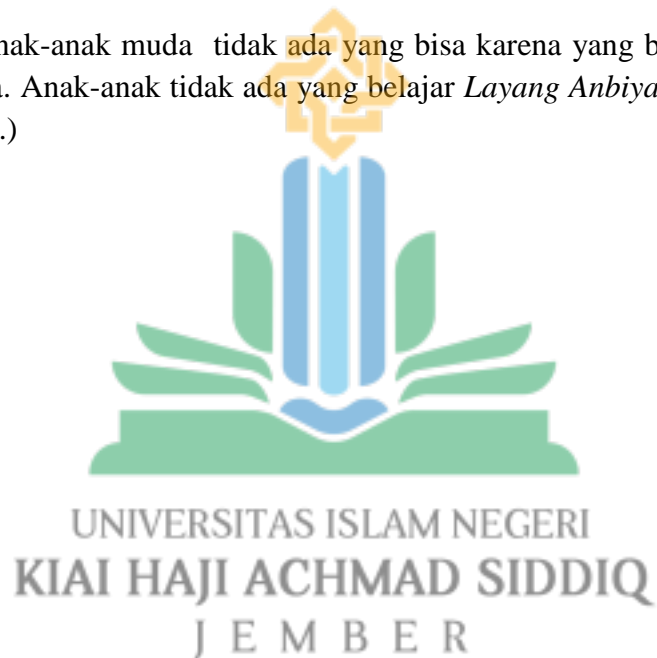 nak-anak muda tidak ada yang bisa karena yang b
. Anak-anak tidak ada yang belajar Layang Anbiya
.)
UNIVERSITAS ISLAM NEGERI
KIAI HAJI ACHMAD SIDDIQ
JEMBER